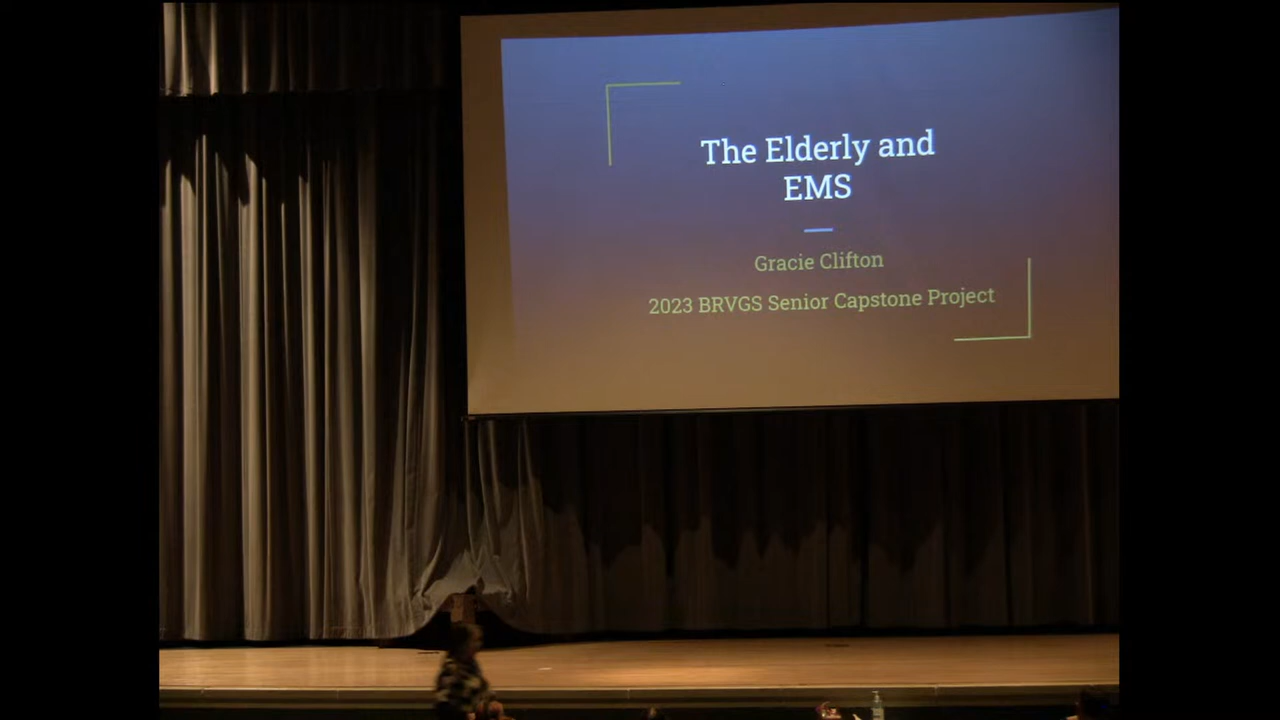 The Elderly and
EMS
Gracie Clifton
2023 BRVGS Senior Capstone Project